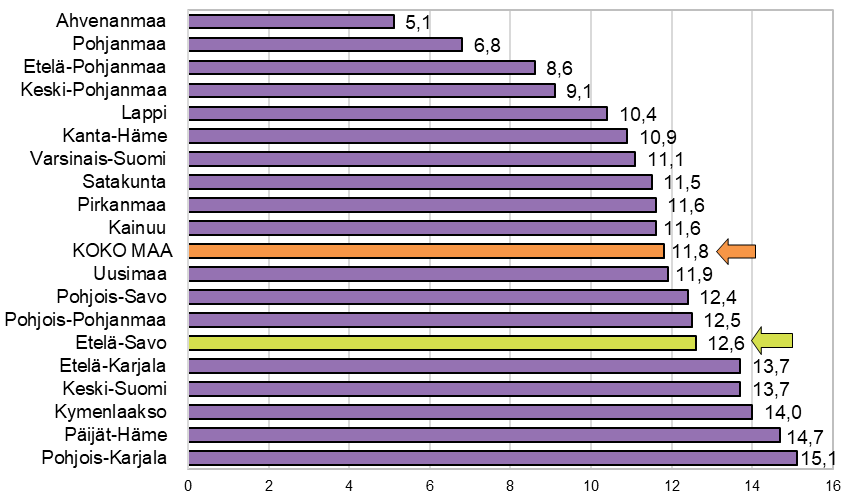 Ahvenanmaa 5,1
Pohjanmaa 6,8
Etelä-Pohjanmaa 8,6
Keski-Pohjanmaa 9,1
Lappi 10,4
Kanta-Häme 10,9
Varsinais-Suomi 11,1
Satakunta 11,5
Pirkanmaa 11,6
Kainuu 11,6
KOKO MAA 11,8
Uusimaa 11,9
Pohjois-Savo 12,4
Pohjois-Pohjanmaa 12,5
Etelä-Savo 12,6
Etelä-Karjala 13,7
Keski-Suomi 13,7
Kymenlaakso 14,0
Päijät-Häme 14,7
Pohjois-Karjala 15,1
0 2 4 6 8 10 12 14 16